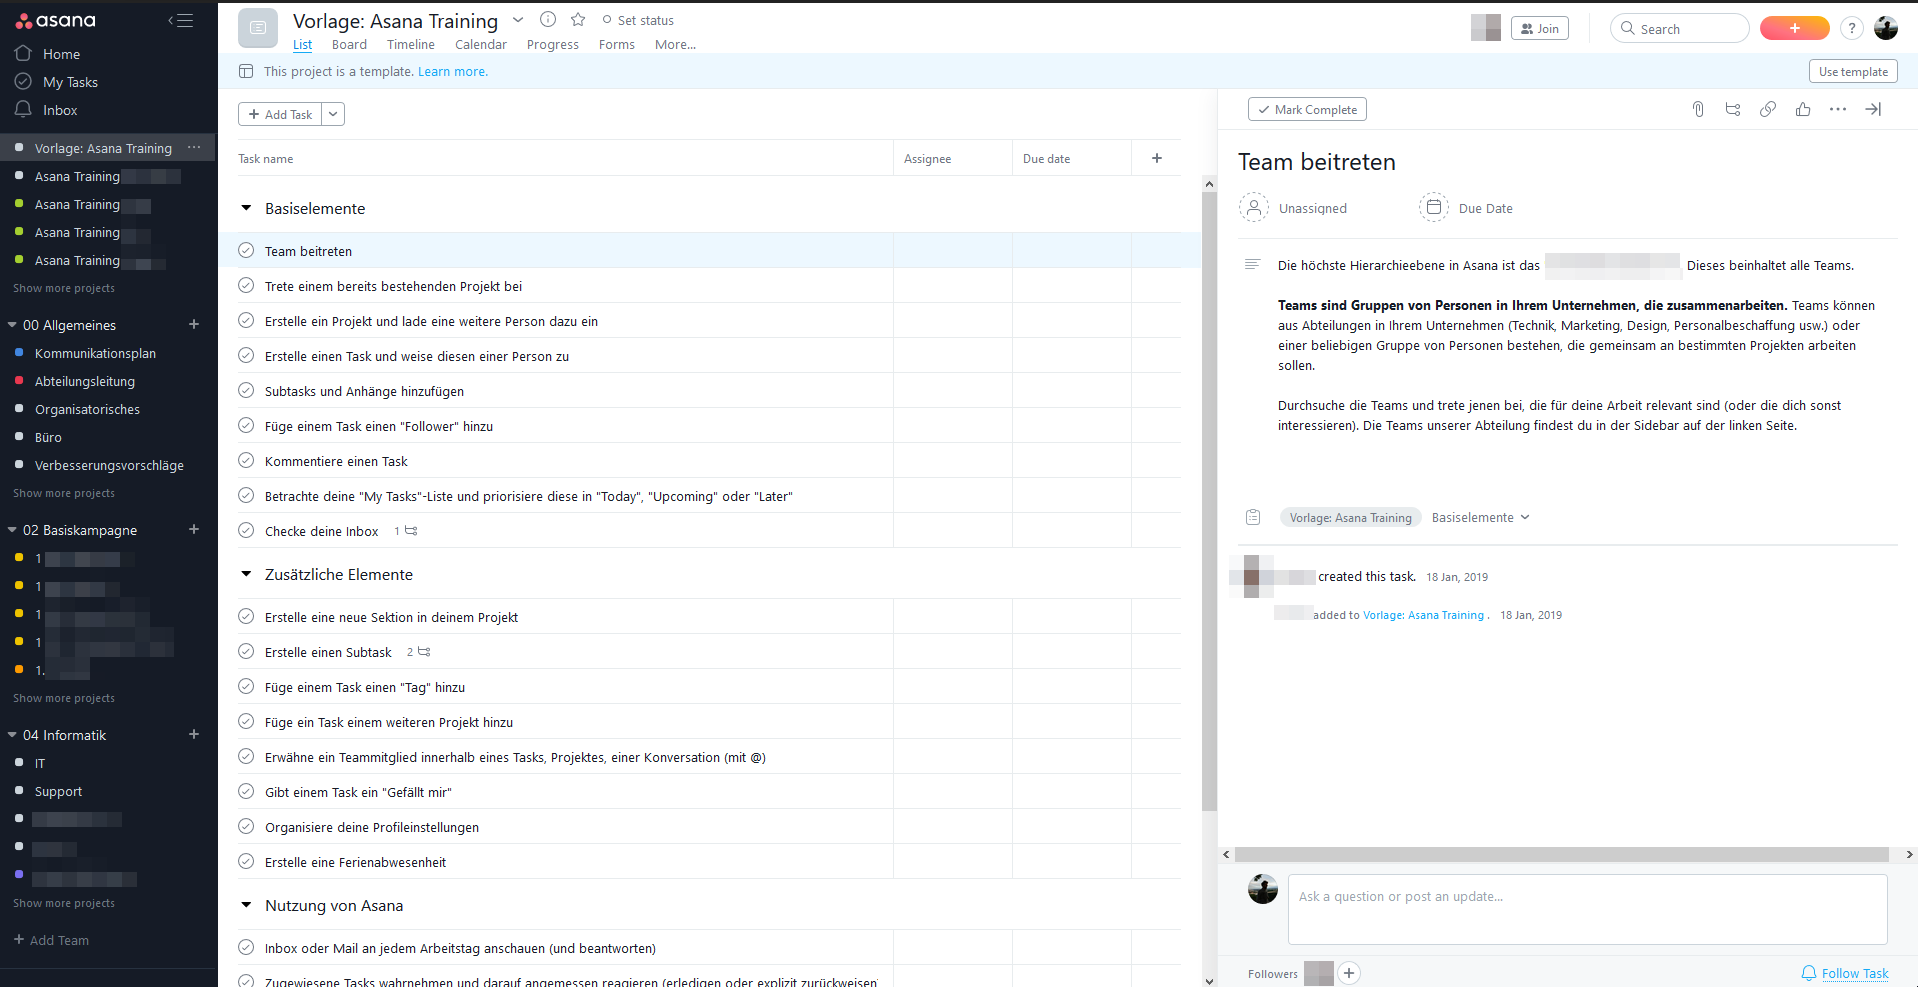 asana
Home
My Tasks
Inbox
Vorlage: Asana Training
Asana Training
Asana Training
Asana Training
Asana Training
Show more projects
00 Allgemeines
Kommunikationsplan
Abteilungsleitung
Organisatorisches
Büro
Verbesserungsvorschläge
Show more projects
02 Basiskampagne
1
1
1
1
1.
Show more projects
04 Informatik
IT
Support
Show more projects
+ Add Team
Vorlage: Asana Training
Set status
List Board Timeline Calendar Progress Forms More...
Join
Search
+
?
This project is a template. Learn more.
Use template
+ Add Task
Task name Assignee Due date +
Basiselemente
Team beitreten
Trete einem bereits bestehenden Projekt bei
Erstelle ein Projekt und lade eine weitere Person dazu ein
Erstelle einen Task und weise diesen einer Person zu
Subtasks und Anhänge hinzufügen
Füge einem Task einen "Follower" hinzu
Kommentiere einen Task
Betrachte deine "My Tasks"-Liste und priorisiere diese in "Today", "Upcoming" oder "Later"
Checke deine Inbox 1
Zusätzliche Elemente
Erstelle eine neue Sektion in deinem Projekt
Erstelle einen Subtask 2
Füge einem Task einen "Tag" hinzu
Füge ein Task einem weiteren Projekt hinzu
Erwähne ein Teammitglied innerhalb eines Tasks, Projektes, einer Konversation (mit @)
Gibt einem Task ein "Gefällt mir"
Organisiere deine Profileinstellungen
Erstelle eine Ferienabwesenheit
Nutzung von Asana
Inbox oder Mail an jedem Arbeitstag anschauen (und beantworten)
Zugewiesene Tasks wahrnehmen und darauf angemessen reagieren (erledigen oder explizit zurückweisen)
Mark Complete
Team beitreten
Unassigned
Due Date
Die höchste Hierarchieebene in Asana ist das Dieses beinhaltet alle Teams.
Teams sind Gruppen von Personen in Ihrem Unternehmen, die zusammenarbeiten. Teams können
aus Abteilungen in Ihrem Unternehmen (Technik, Marketing, Design, Personalbeschaffung usw.) oder
einer beliebigen Gruppe von Personen bestehen, die gemeinsam an bestimmten Projekten arbeiten
sollen.
Durchsuche die Teams und trete jenen bei, die für deine Arbeit relevant sind (oder die dich sonst
interessieren). Die Teams unserer Abteilung findest du in der Sidebar auf der linken Seite.
Vorlage: Asana Training Basiselemente
created this task. 18 Jan, 2019
added to Vorlage: Asana Training . 18 Jan, 2019
Ask a question or post an update...
Followers +
Follow Task